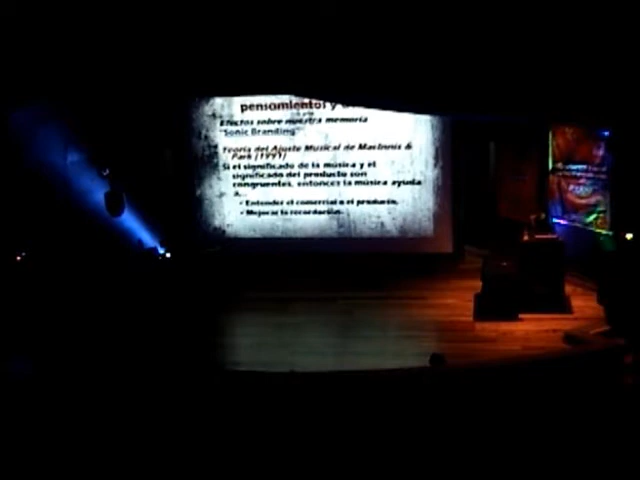 pensamientos y
Efectos sobre nuestra memoria
"Sonic Branding"
Teoría del Ajuste Musical de MacInnis &
Park (1991)
Si el significado de la música y el
significado del producto son
congruentes, entonces la música ayuda
a...
• Entender el comercial o el producto.
• Mejorar la recordación.